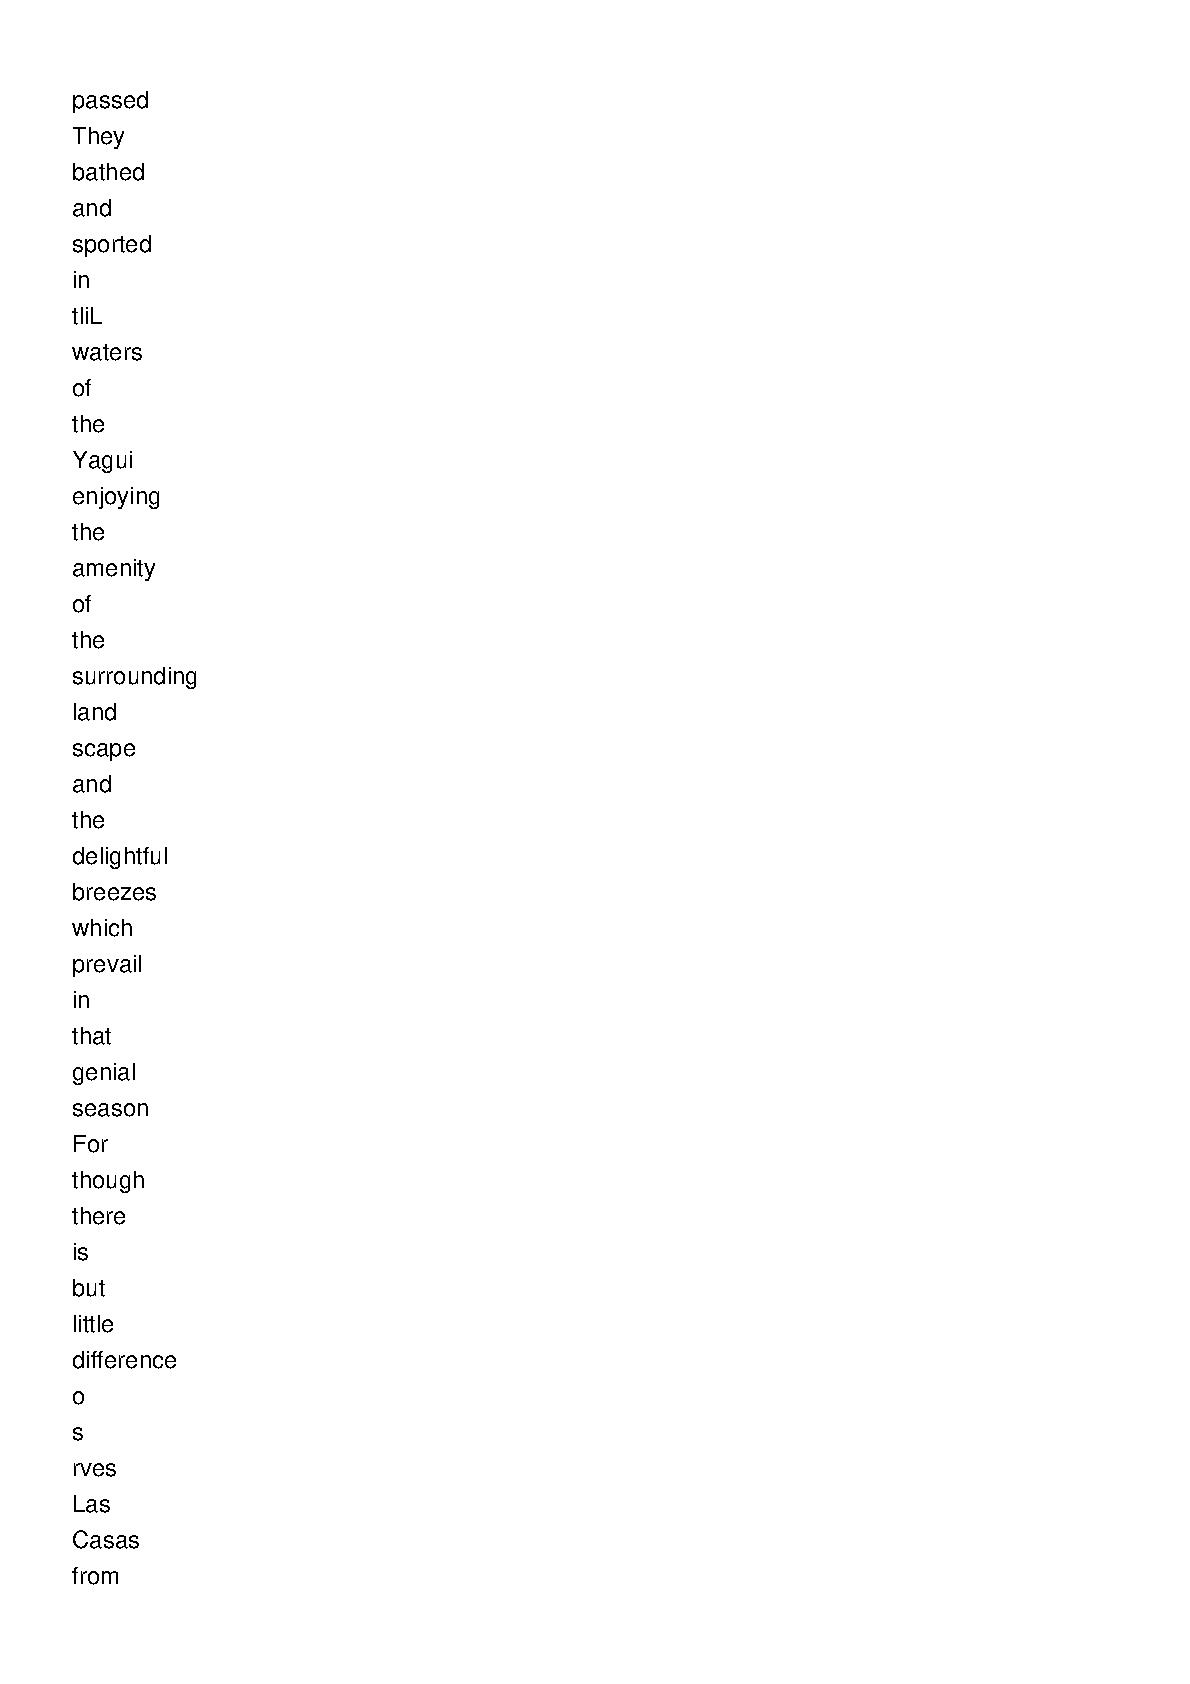 passed
They
bathed
and
sported
in
tliL
waters
of
the
Yagui
enjoying
the
amenity
of
the
surrounding
land
scape
and
the
delightful
breezes
which
prevail
in
that
genial
season
For
though
there
is
but
little
difference
o
s
rves
Las
Casas
from